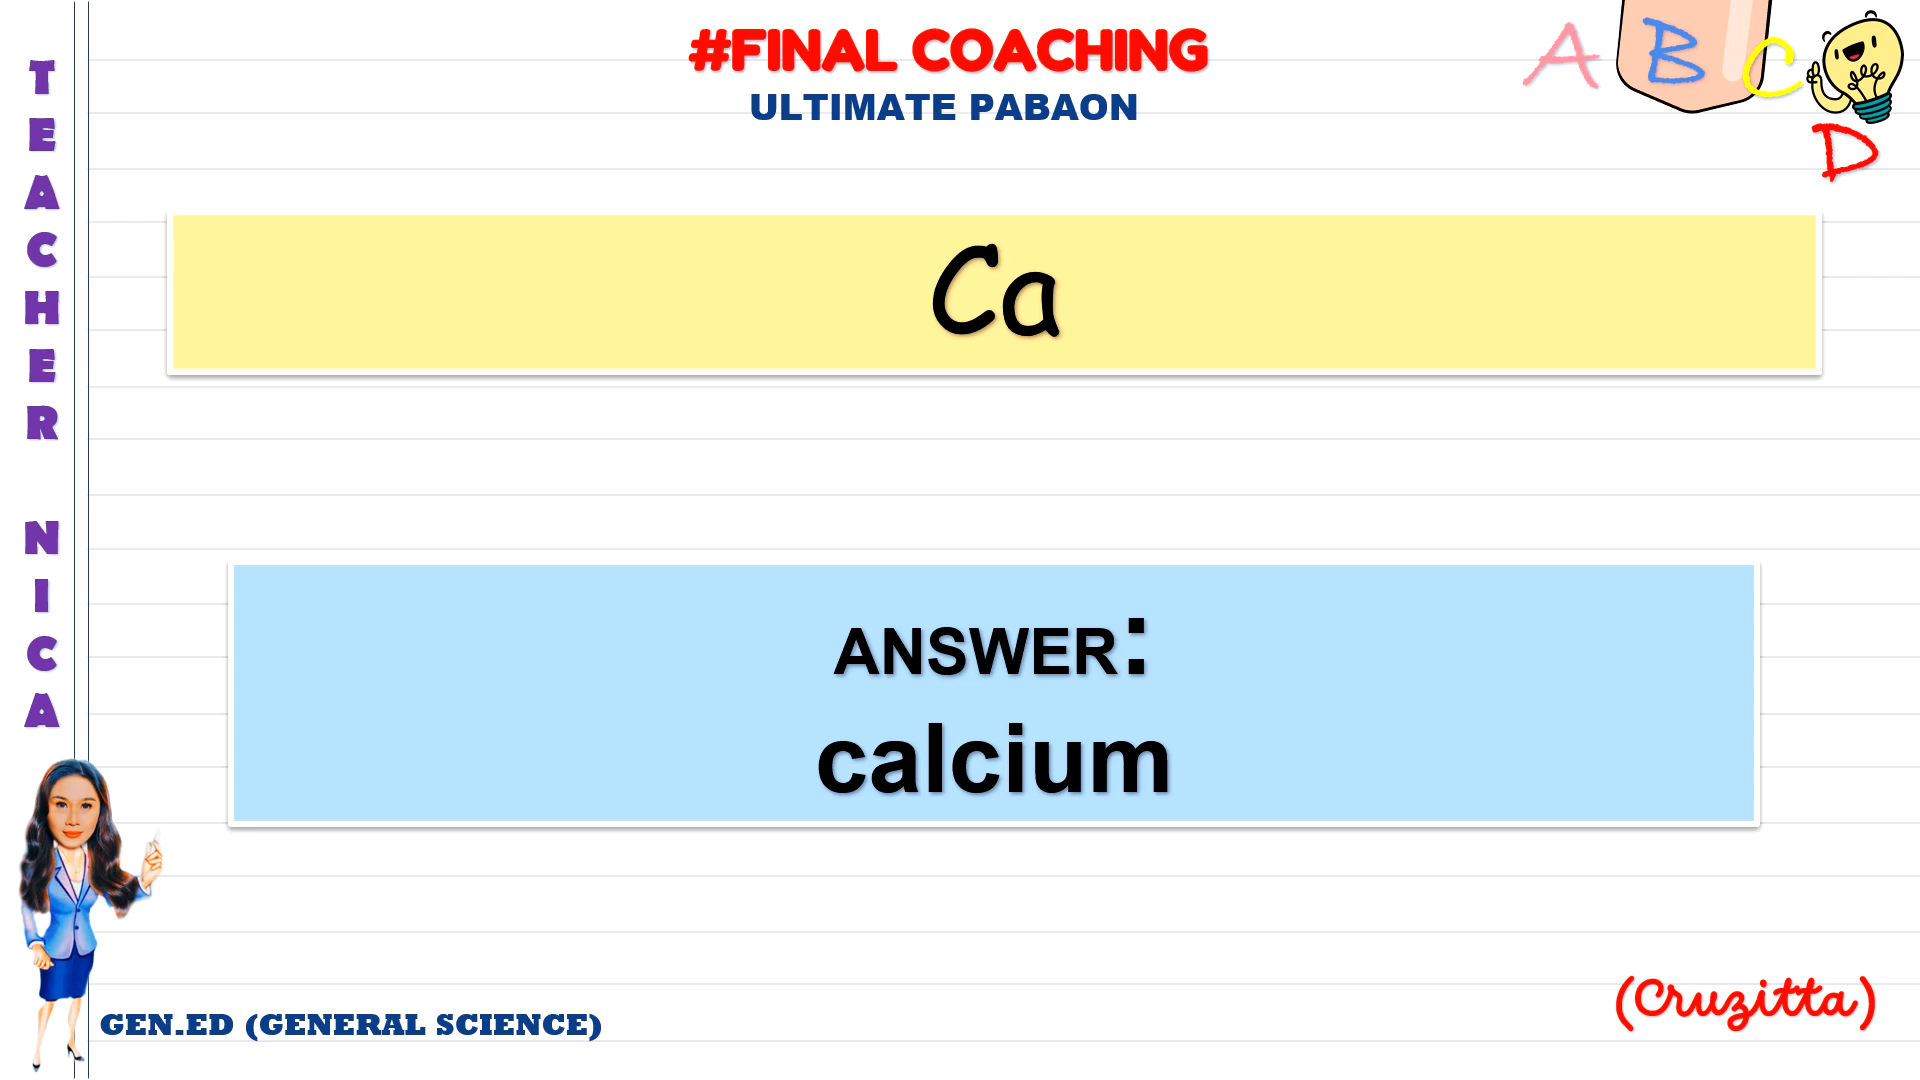 #FINAL COACHING
ULTIMATE PABAON
A B C
D
TEACHER NICA
Ca
ANSWER:
calcium
(Cruzitta)
GEN.ED (GENERAL SCIENCE)